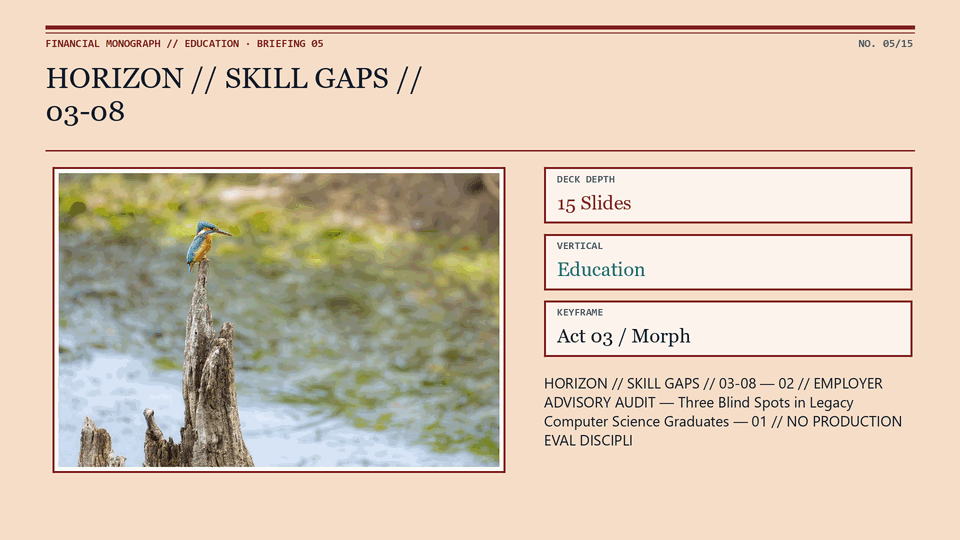 FINANCIAL MONOGRAPH // EDUCATION · BRIEFING 05
NO. 05/15
HORIZON // SKILL GAPS //
03-08
DECK DEPTH
15 Slides
VERTICAL
Education
KEYFRAME
Act 03 / Morph
HORIZON // SKILL GAPS // 03-08 — 02 // EMPLOYER
ADVISORY AUDIT — Three Blind Spots in Legacy
Computer Science Graduates — 01 // NO PRODUCTION
EVAL DISCIPLI